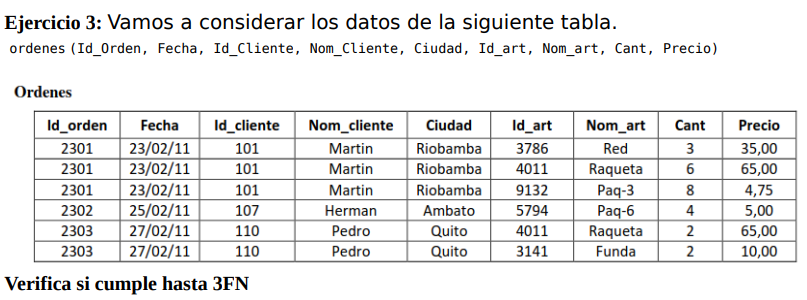 Ejercicio 3: Vamos a considerar los datos de la siguiente tabla.
ordenes (Id_Orden, Fecha, Id_Cliente, Nom_Cliente, Ciudad, Id_art, Nom_art, Cant, Precio)
Ordenes
Id_orden Fecha Id_cliente Nom_cliente Ciudad Id_art Nom_art Cant Precio
2301 23/02/11 101 Martin Riobamba 3786 Red 3 35,00
2301 23/02/11 101 Martin Riobamba 4011 Raqueta 6 65,00
2301 23/02/11 101 Martin Riobamba 9132 Paq-3 8 4,75
2302 25/02/11 107 Herman Ambato 5794 Paq-6 4 5,00
2303 27/02/11 110 Pedro Quito 4011 Raqueta 2 65,00
2303 27/02/11 110 Pedro Quito 3141 Funda 2 10,00
Verifica si cumple hasta 3FN